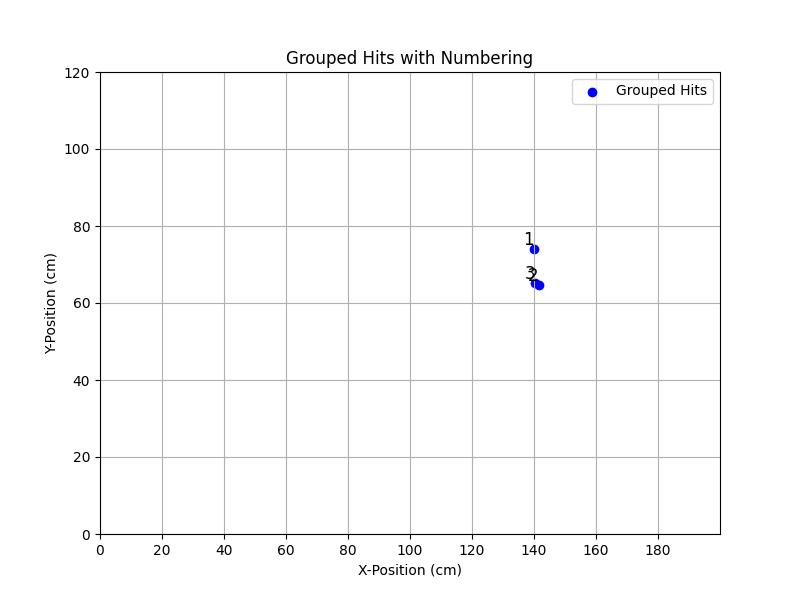 Grouped Hits with Numbering
120
Grouped Hits
100
80
1
3 2
60
40
20
0
0 20 40 60 80 100 120 140 160 180
Y-Position (cm)
X-Position (cm)